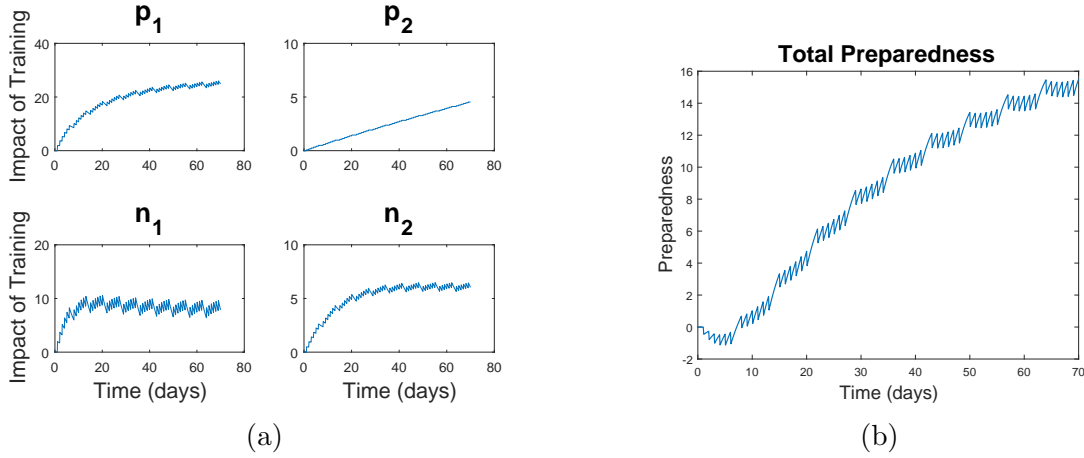 p1
Impact of Training
40
20
0
0 20 40 60 80
p2
10
5
0
0 20 40 60 80
n1
Impact of Training
20
10
0
0 20 40 60 80
Time (days)
n2
10
5
0
0 20 40 60 80
Time (days)
(a)
Total Preparedness
Preparedness
16
14
12
10
8
6
4
2
0
-2
0 10 20 30 40 50 60 70
Time (days)
(b)